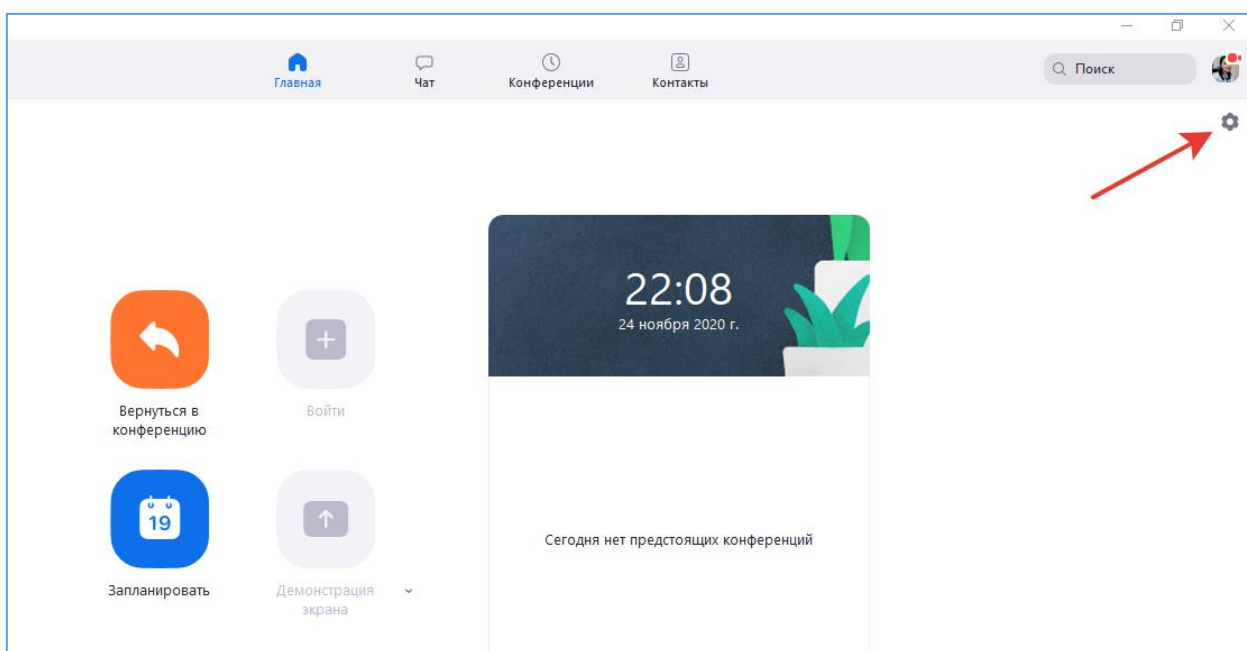 Главная
Чат
Конференции
Контакты
Поиск
22:08
24 ноября 2020 г.
Вернуться в
конференцию
Войти
19
Запланировать
Демонстрация
экрана
Сегодня нет предстоящих конференций